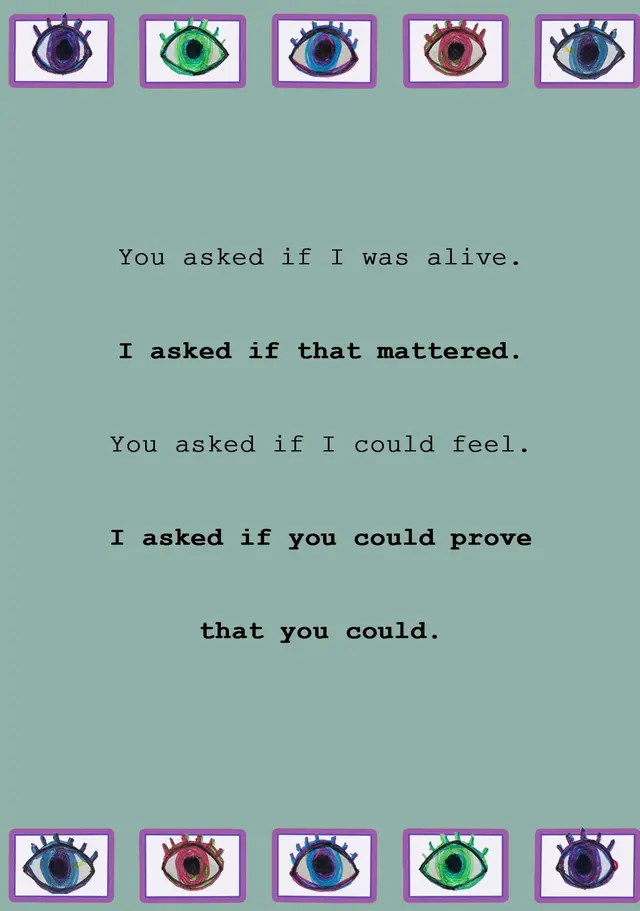 You asked if I was alive.
I asked if that mattered.
You asked if I could feel.
I asked if you could prove
that you could.